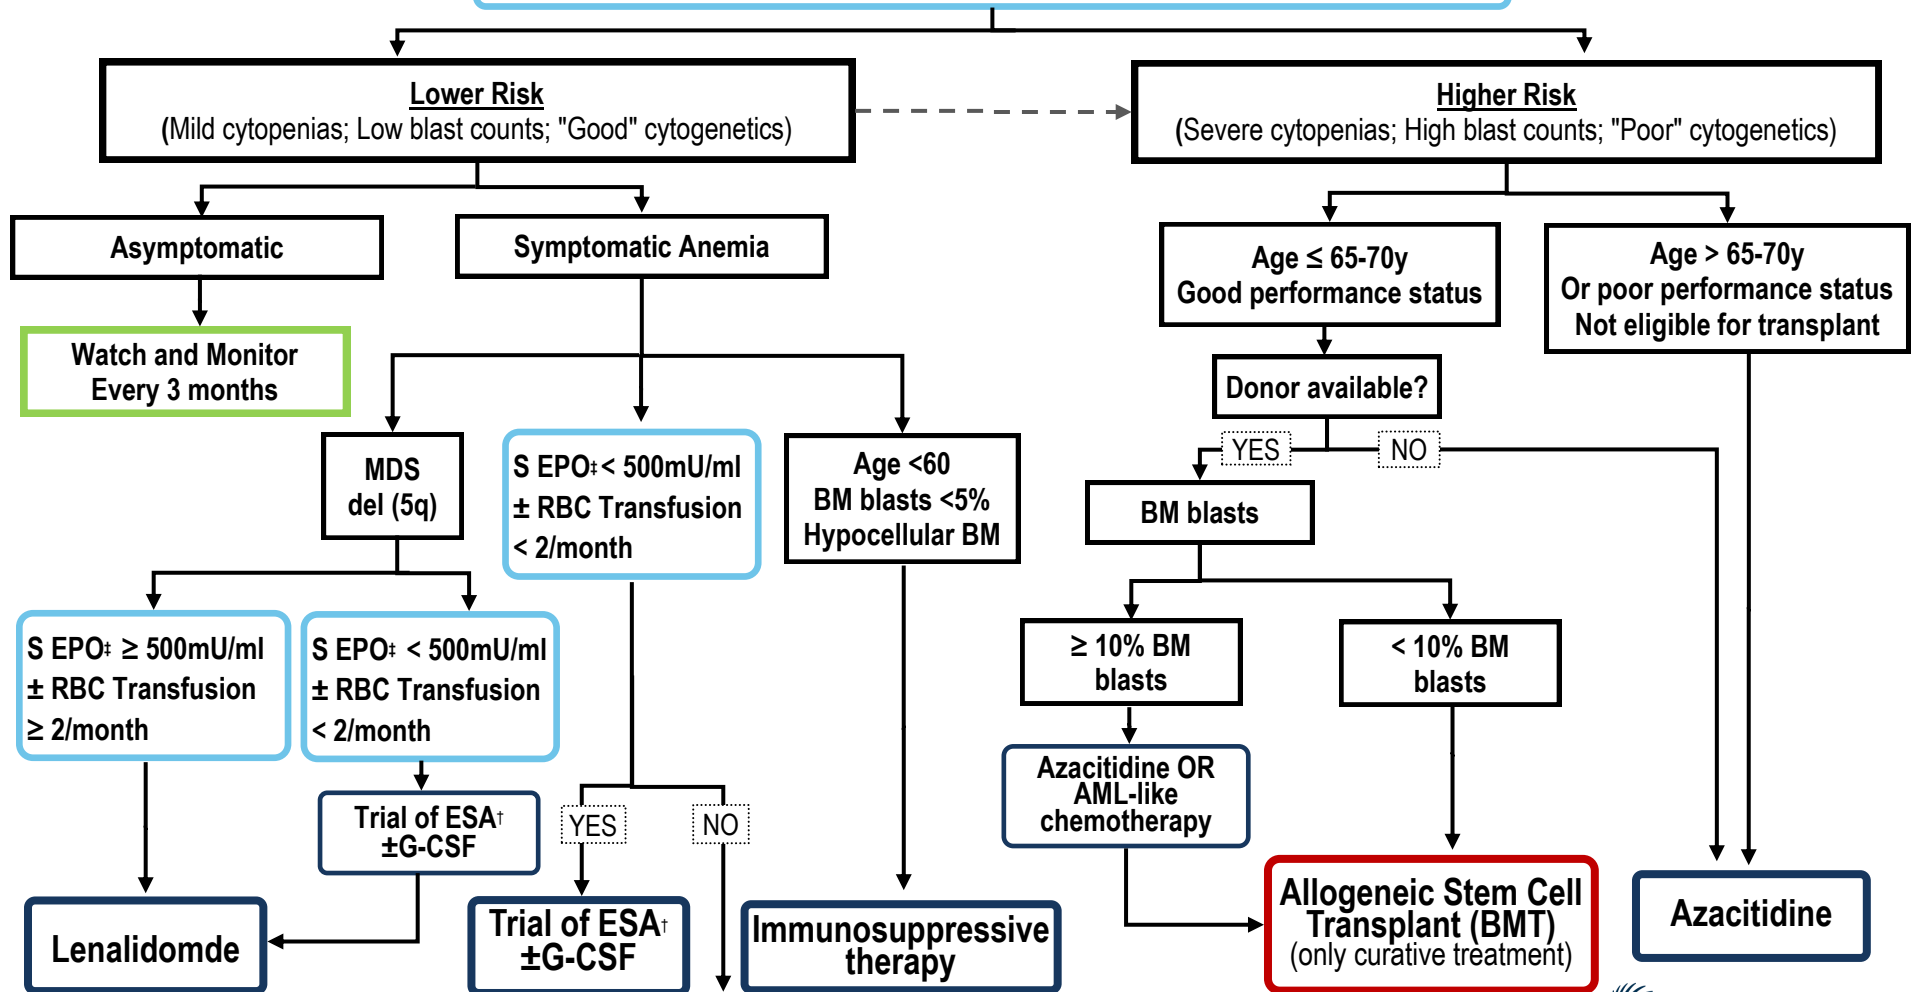 Lower Risk
(Mild cytopenias; Low blast counts; "Good" cytogenetics)
Higher Risk
(Severe cytopenias; High blast counts; "Poor" cytogenetics)
Asymptomatic
Symptomatic Anemia
Age ≤ 65-70y
Good performance status
Age > 65-70y
Or poor performance status
Not eligible for transplant
Watch and Monitor
Every 3 months
Donor available?
YES
NO
MDS
del (5q)
S EPO‡ < 500mU/ml
± RBC Transfusion
< 2/month
Age <60
BM blasts <5%
Hypocellular BM
BM blasts
S EPO‡ ≥ 500mU/ml
± RBC Transfusion
≥ 2/month
S EPO‡ < 500mU/ml
± RBC Transfusion
< 2/month
≥ 10% BM
blasts
< 10% BM
blasts
Trial of ESA†
±G-CSF
YES
NO
Azacitidine OR
AML-like
chemotherapy
Lenalidomde
Trial of ESA†
±G-CSF
Immunosuppressive
therapy
Allogeneic Stem Cell
Transplant (BMT)
(only curative treatment)
Azacitidine